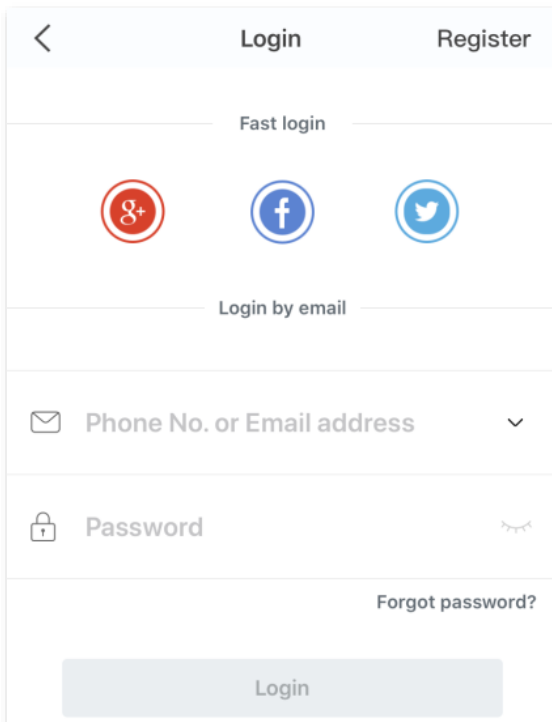 Login Register
Fast login
g+ f
Login by email
Phone No. or Email address
Password
Forgot password?
Login